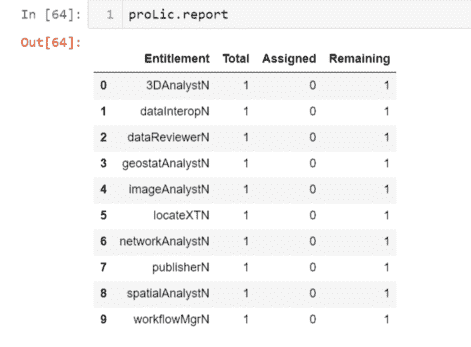 In [64]: 1 proLic.report
Out[64]:
Entitlement Total Assigned Remaining
0 3DAnalystN 1 0 1
1 dataInteropN 1 0 1
2 dataReviewerN 1 0 1
3 geostatAnalystN 1 0 1
4 imageAnalystN 1 0 1
5 locateXTN 1 0 1
6 networkAnalystN 1 0 1
7 publisherN 1 0 1
8 spatialAnalystN 1 0 1
9 workflowMgrN 1 0 1